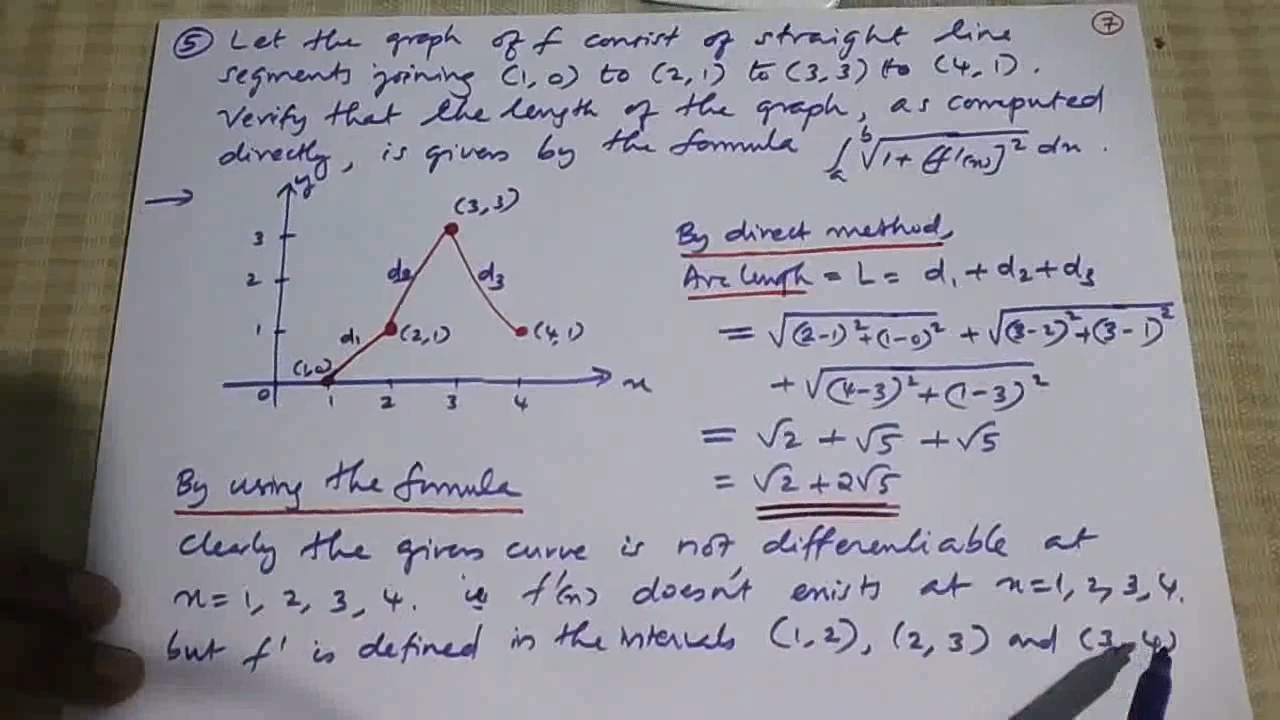 ⑦
⑤ Let the graph of f consist of straight line
segments joining (1, 0) to (2, 1) to (3, 3) to (4, 1).
Verify that the length of the graph, as computed
directly, is given by the formula ∫_a^b √(1 + [f'(x)]²) dx.
→
y
3
2
1
0
1
2
3
4
x
(1,0)
d₁
(2,1)
d₂
(3,3)
d₃
(4,1)
By direct method,
Arc length = L = d₁ + d₂ + d₃
= √((2-1)² + (1-0)²) + √((3-2)² + (3-1)²)
+ √((4-3)² + (1-3)²)
= √2 + √5 + √5
= √2 + 2√5
By using the formula
Clearly the given curve is not differentiable at
x = 1, 2, 3, 4. ie f'(x) doesn't exists at x = 1, 2, 3, 4.
but f' is defined in the intervals (1, 2), (2, 3) and (3, 4)